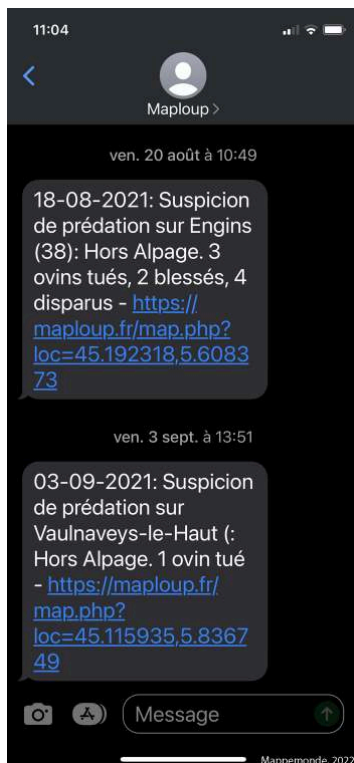 11:04
Maploup >
ven. 20 août à 10:49
18-08-2021: Suspicion
de prédation sur Engins
(38): Hors Alpage. 3
ovins tués, 2 blessés, 4
disparus - https://
maploup.fr/map.php?
loc=45.192318,5.6083
73
ven. 3 sept. à 13:51
03-09-2021: Suspicion
de prédation sur
Vaulnaveys-le-Haut (:
Hors Alpage. 1 ovin tué
- https://maploup.fr/
map.php?
loc=45.115935,5.8367
49
Message
Mappemonde, 2022